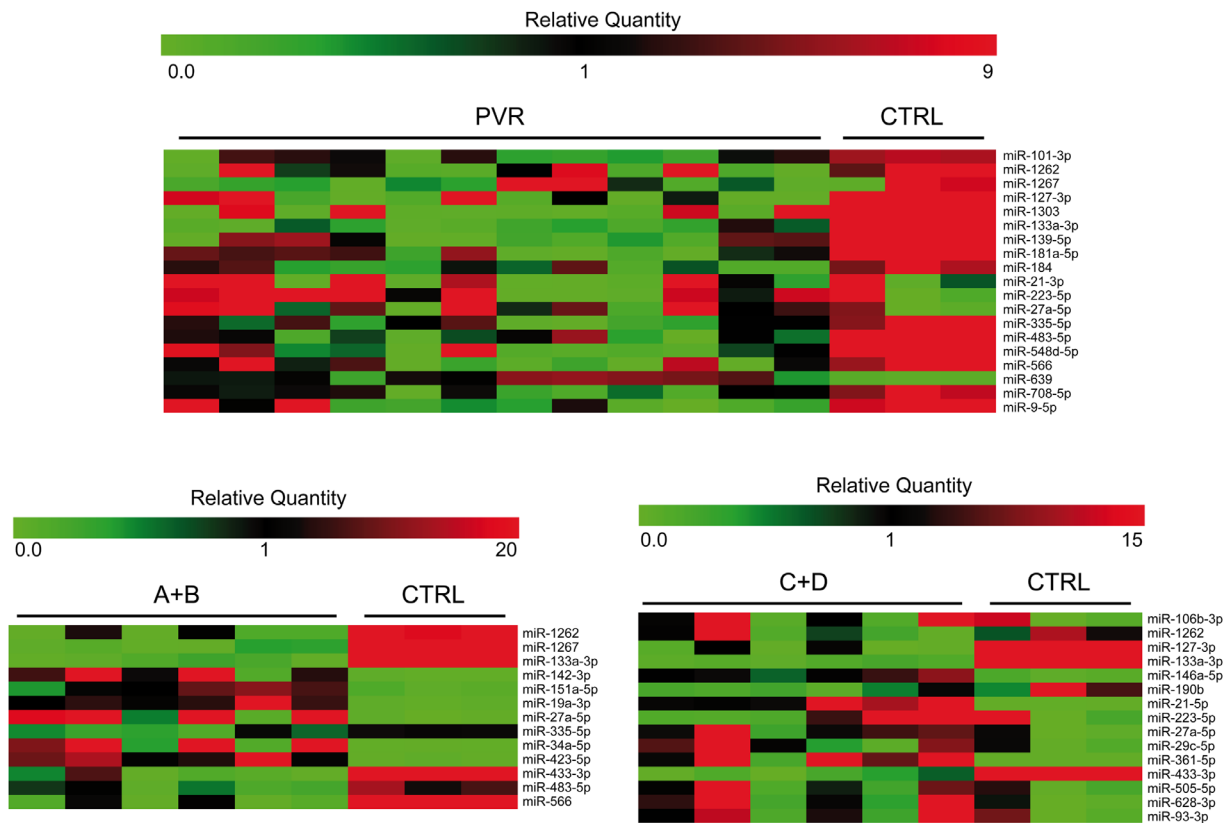 Relative Quantity
0.0 1 9
PVR CTRL
miR-101-3p
miR-1262
miR-1267
miR-127-3p
miR-1303
miR-133a-3p
miR-139-5p
miR-181a-5p
miR-184
miR-21-3p
miR-223-5p
miR-27a-5p
miR-335-5p
miR-483-5p
miR-548d-5p
miR-566
miR-639
miR-708-5p
miR-9-5p
Relative Quantity
0.0 1 20
A+B CTRL
miR-1262
miR-1267
miR-133a-3p
miR-142-3p
miR-151a-5p
miR-19a-3p
miR-27a-5p
miR-335-5p
miR-34a-5p
miR-423-5p
miR-433-3p
miR-483-5p
miR-566
Relative Quantity
0.0 1 15
C+D CTRL
miR-106b-3p
miR-1262
miR-127-3p
miR-133a-3p
miR-146a-5p
miR-190b
miR-21-5p
miR-223-5p
miR-27a-5p
miR-29c-5p
miR-361-5p
miR-433-3p
miR-505-5p
miR-628-3p
miR-93-3p